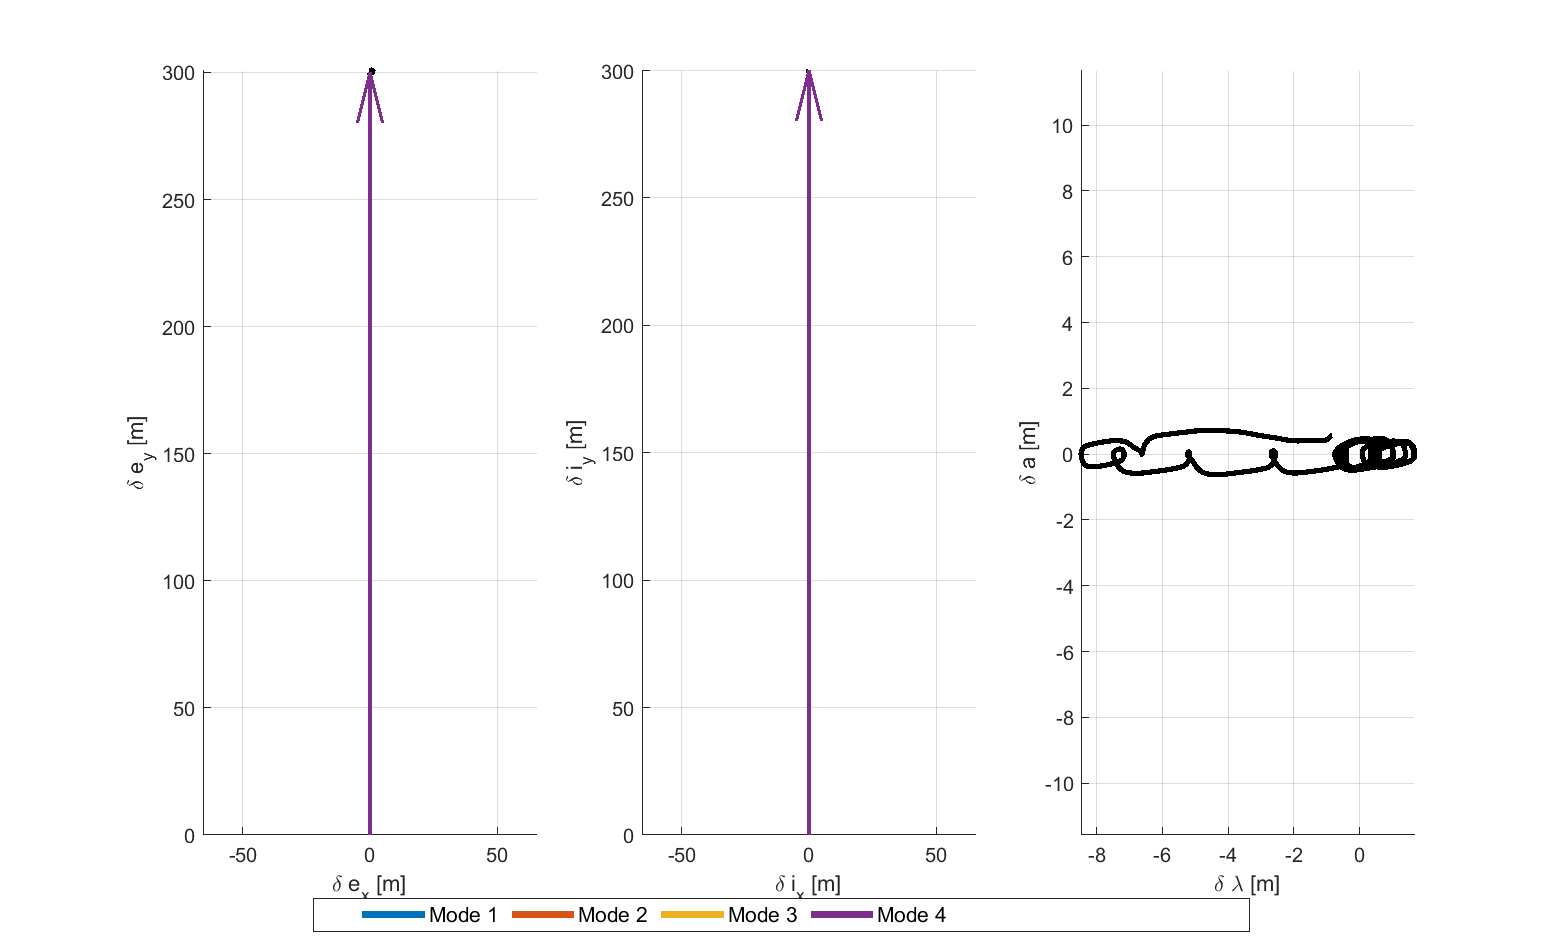 300
250
200
150
100
50
0
δ e_y [m]
-50 0 50
δ e_x [m]
300
250
200
150
100
50
0
δ i_y [m]
-50 0 50
δ i_x [m]
10
8
6
4
2
0
-2
-4
-6
-8
-10
δ a [m]
-8 -6 -4 -2 0
δ λ [m]
Mode 1 Mode 2 Mode 3 Mode 4